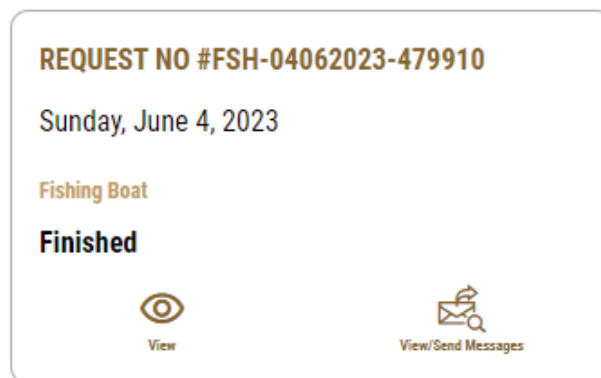 REQUEST NO #FSH-04062023-479910
Sunday, June 4, 2023
Fishing Boat
Finished
View
View/Send Messages